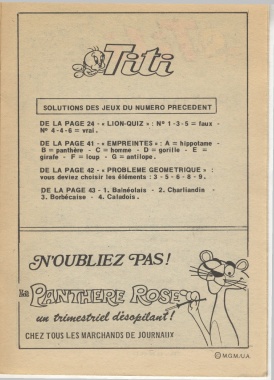 Titi
SOLUTIONS DES JEUX DU NUMERO PRECEDENT
DE LA PAGE 24 - « LION-QUIZ » : N° 1-3-5 = faux -
N° 4-4-6 = vrai.
DE LA PAGE 41 - « EMPREINTES » : A = hippotame -
B = panthère - C = homme - D = gorille - E =
girafe - F = loup - G = antilope.
DE LA PAGE 42 - « PROBLEME GEOMETRIQUE » :
vous deviez choisir les éléments : 3 - 5 - 6 - 8 - 9.
DE LA PAGE 43 - 1. Balnéolais - 2. Charliandin -
3. Berbécaise - 4. Caladois.
N'OUBLIEZ PAS!
La PANTHERE ROSE
un trimestriel désopilant!
CHEZ TOUS LES MARCHANDS DE JOURNAUX
© M.G.M./U.A.